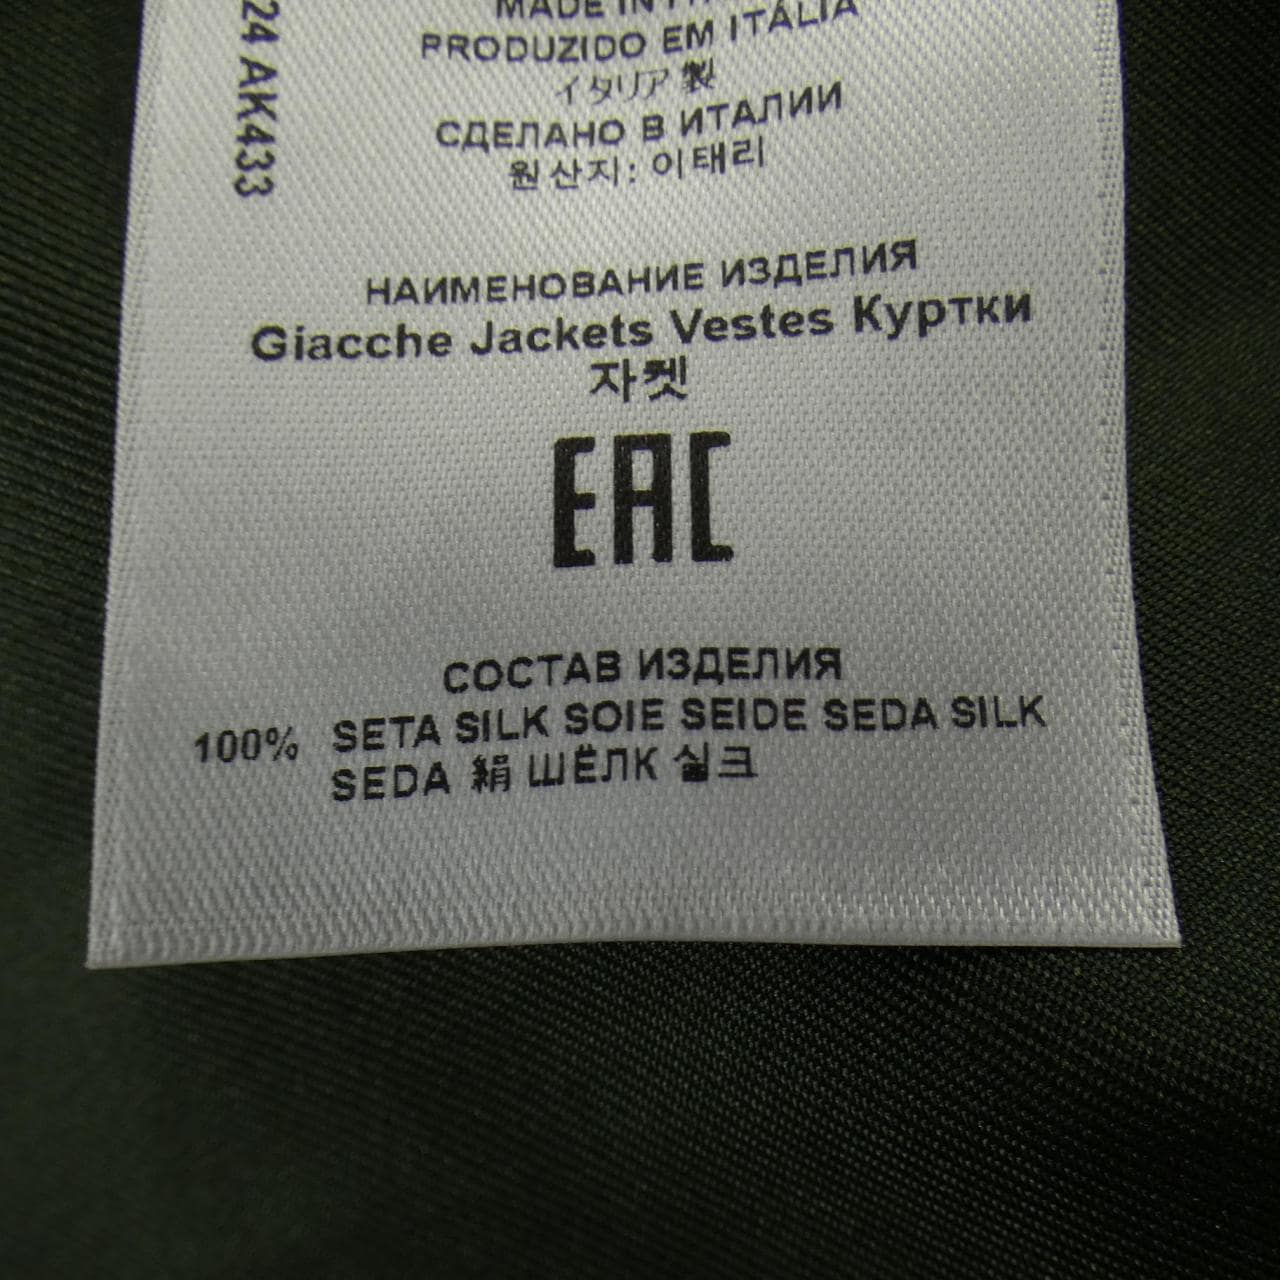 MADE IN
PRODUZIDO EM ITÁLIA
イタリア製
СДЕЛАНО В ИТАЛИИ
원산지: 이태리
24 AK433
НАИМЕНОВАНИЕ ИЗДЕЛИЯ
Giacche Jackets Vestes Куртки
자켓
EAC
СОСТАВ ИЗДЕЛИЯ
100% SETA SILK SOIE SEIDE SEDA SILK
SEDA 絹 ШЁЛК 실크